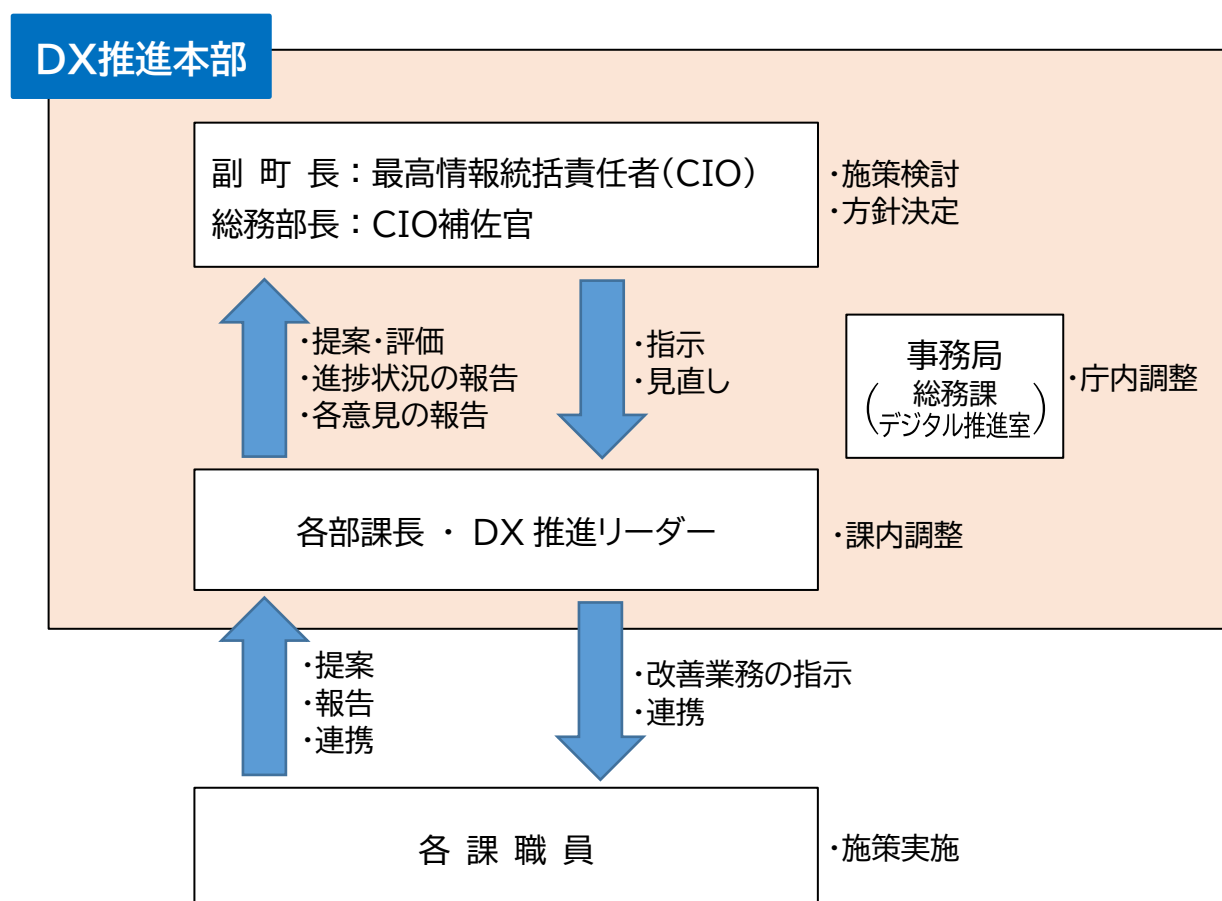 DX推進本部
副 町 長：最高情報統括責任者(CIO)
総務部長：CIO補佐官
・施策検討
・方針決定
・提案・評価
・進捗状況の報告
・各意見の報告
・指示
・見直し
事務局
総務課
デジタル推進室
・庁内調整
各部課長 ・ DX 推進リーダー
・課内調整
・提案
・報告
・連携
・改善業務の指示
・連携
各 課 職 員
・施策実施